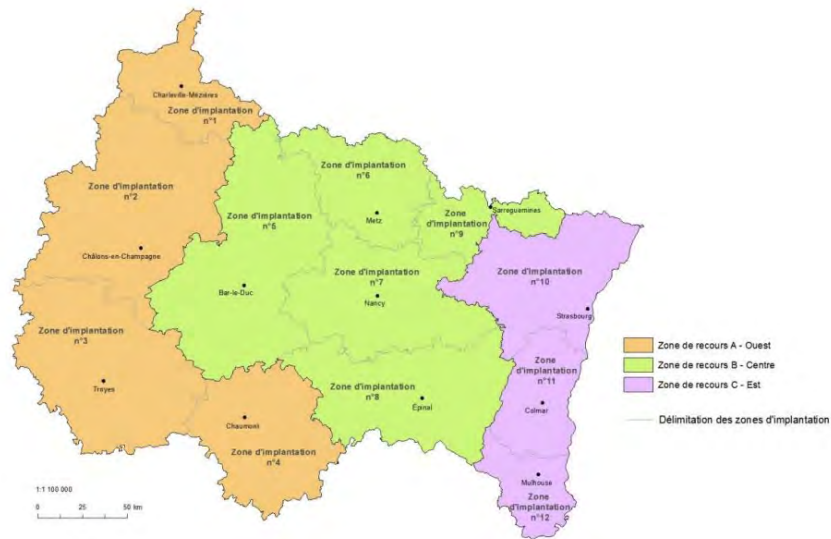 Charleville-Mézières
Zone d'implantation
n°1
Zone d'implantation
n°2
Châlons-en-Champagne
Zone d'implantation
n°3
Troyes
Chaumont
Zone d'implantation
n°4
Zone d'implantation
n°5
Bar-le-Duc
Zone d'implantation
n°6
Metz
Zone
d'implantation
n°9
Sarreguemines
Zone d'implantation
n°7
Nancy
Zone d'implantation
n°8
Épinal
Zone d'implantation
n°10
Strasbourg
Zone
d'implantation
n°11
Colmar
Mulhouse
Zone
d'implantation
n°12
Zone de recours A - Ouest
Zone de recours B - Centre
Zone de recours C - Est
Délimitation des zones d'implantation
1:1 100 000
0 25 50 km